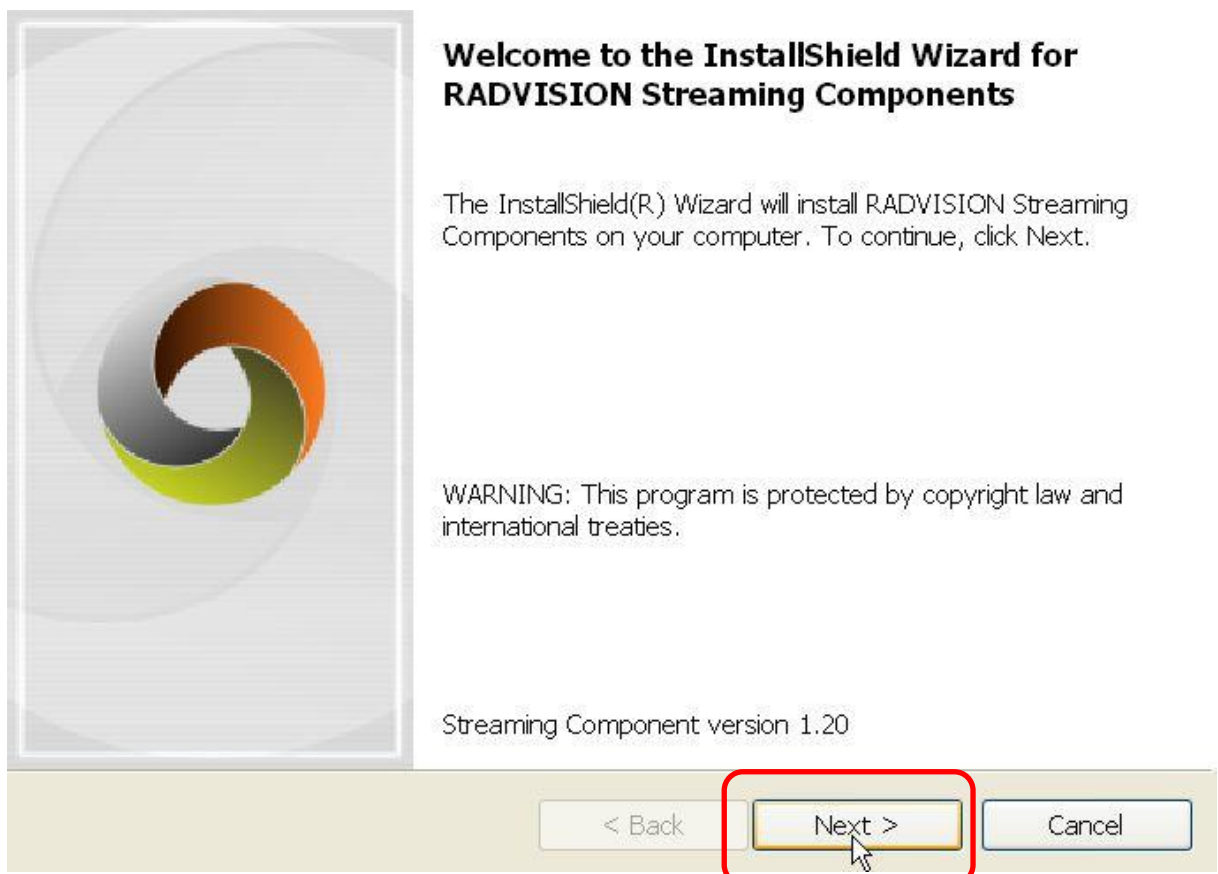 Welcome to the InstallShield Wizard for
RADVISION Streaming Components
The InstallShield(R) Wizard will install RADVISION Streaming
Components on your computer. To continue, click Next.
WARNING: This program is protected by copyright law and
international treaties.
Streaming Component version 1.20
< Back Next > Cancel